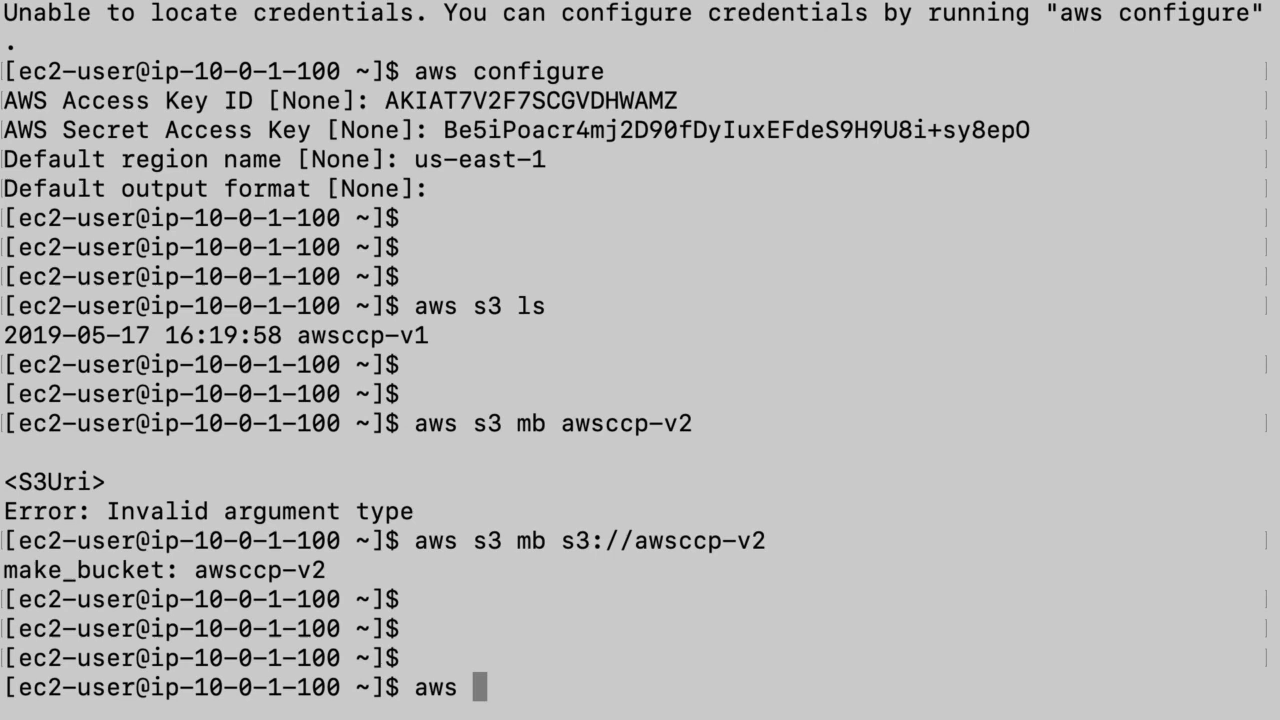 Unable to locate credentials. You can configure credentials by running "aws configure"
.
[ec2-user@ip-10-0-1-100 ~]$ aws configure
AWS Access Key ID [None]: AKIAT7V2F7SCGVDHWAMZ
AWS Secret Access Key [None]: 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
Default region name [None]: us-east-1
Default output format [None]:
[ec2-user@ip-10-0-1-100 ~]$
[ec2-user@ip-10-0-1-100 ~]$
[ec2-user@ip-10-0-1-100 ~]$
[ec2-user@ip-10-0-1-100 ~]$ aws s3 ls
2019-05-17 16:19:58 awsccp-v1
[ec2-user@ip-10-0-1-100 ~]$
[ec2-user@ip-10-0-1-100 ~]$
[ec2-user@ip-10-0-1-100 ~]$ aws s3 mb awsccp-v2
<S3Uri>
Error: Invalid argument type
[ec2-user@ip-10-0-1-100 ~]$ aws s3 mb s3://awsccp-v2
make_bucket: awsccp-v2
[ec2-user@ip-10-0-1-100 ~]$
[ec2-user@ip-10-0-1-100 ~]$
[ec2-user@ip-10-0-1-100 ~]$
[ec2-user@ip-10-0-1-100 ~]$ aws